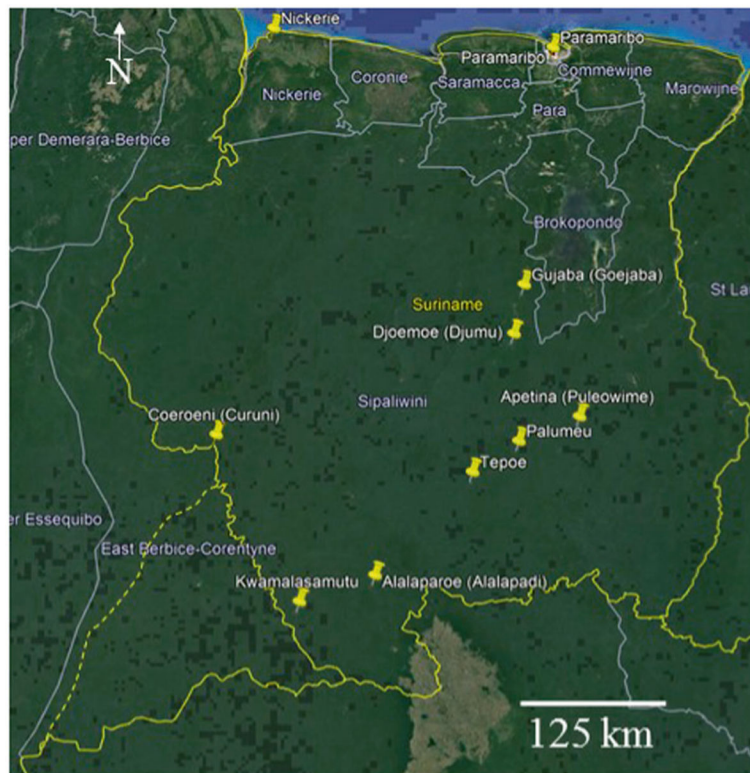 Nickerie
N
Paramaribo
Paramaribo
Coronie
Saramacca
Commewijne
Nickerie
Marowijne
Para
per Demerara-Berbice
Brokopondo
Gujaba (Goejaba)
St La
Suriname
Djoemoe (Djumu)
Sipaliwini
Apetina (Puleowime)
Coeroeni (Curuni)
Palumeu
Tepoe
er Essequibo
East Berbice-Corentyne
Kwamalasamutu
Alalaparoe (Alalapadi)
125 km